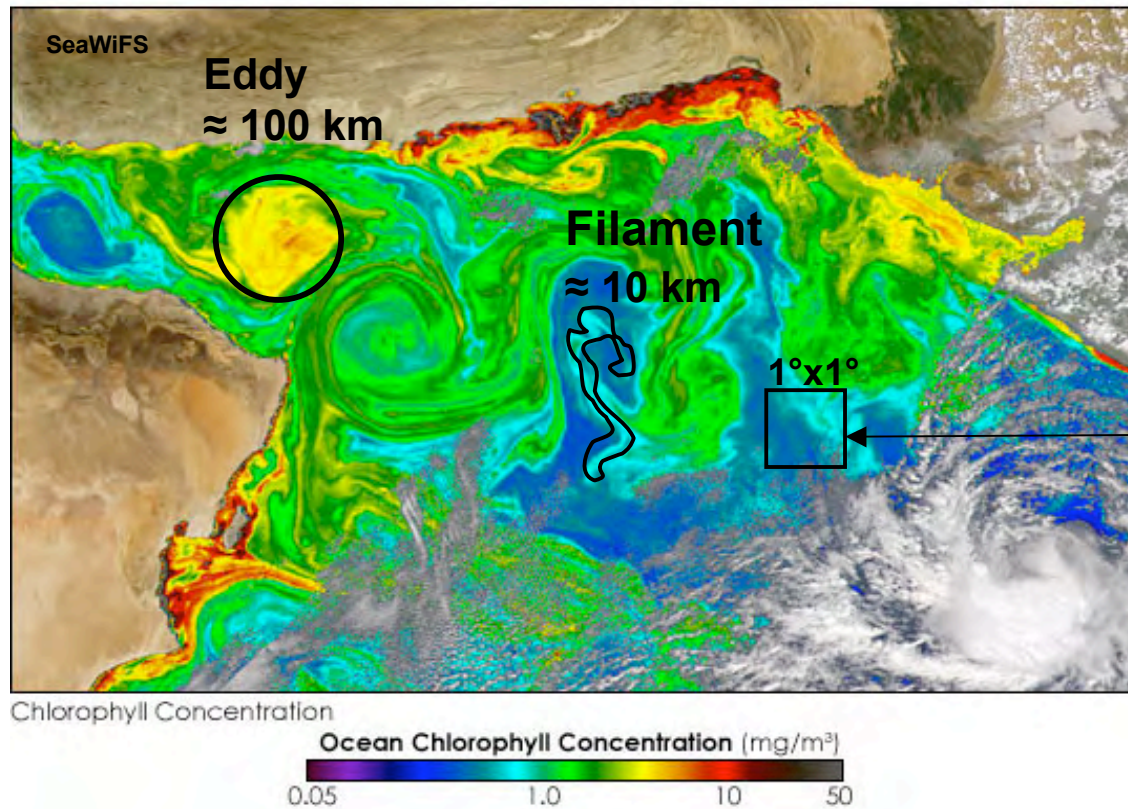 SeaWiFS
Eddy
≈ 100 km
Filament
≈ 10 km
1°x1°
Chlorophyll Concentration
Ocean Chlorophyll Concentration (mg/m³)
0.05 1.0 10 50